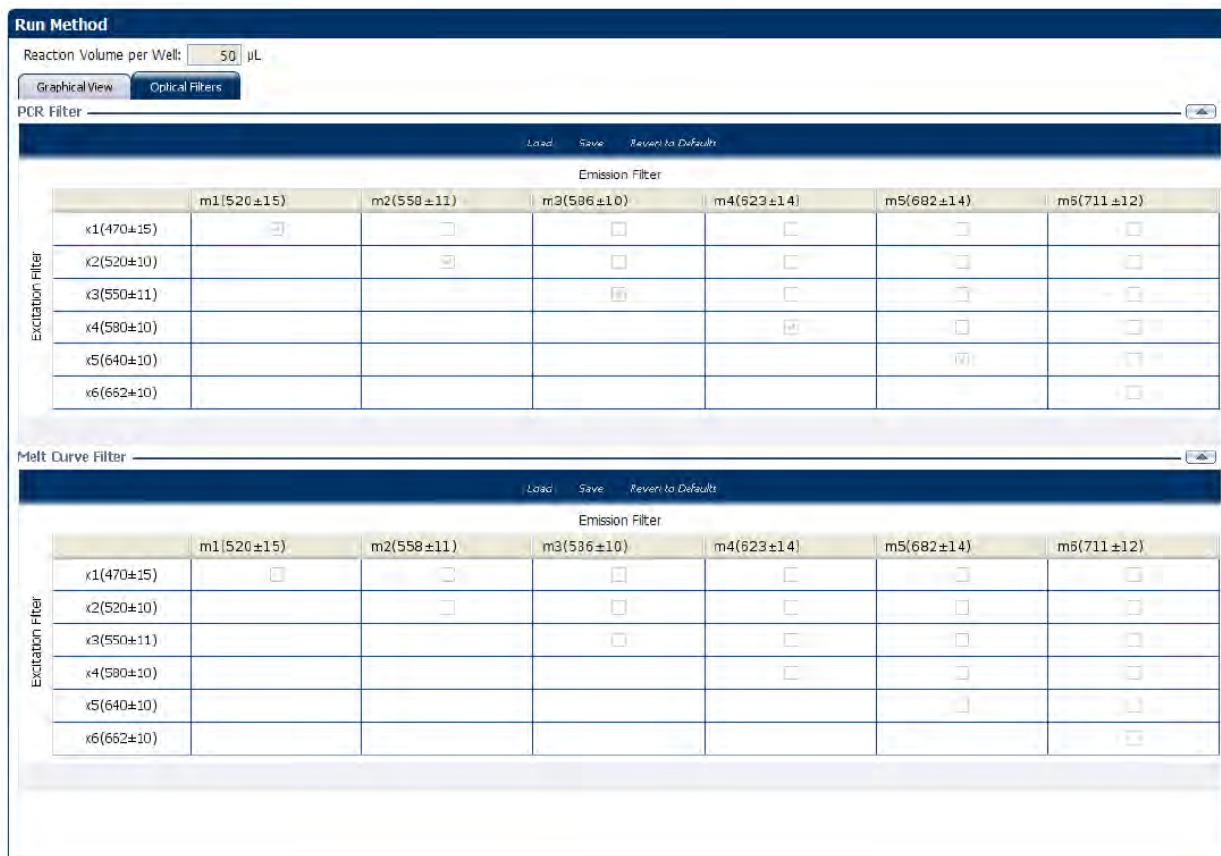 Run Method
Reaction Volume per Well: 50 µL
Graphical View Optical Filters
PCR Filter
Load Save Revert to Defaults
Emission Filter
m1(520±15) m2(558±11) m3(586±10) m4(623±14) m5(682±14) m6(711±12)
Excitation Filter
x1(470±15)
x2(520±10)
x3(550±11)
x4(580±10)
x5(640±10)
x6(662±10)
Melt Curve Filter
Load Save Revert to Defaults
Emission Filter
m1(520±15) m2(558±11) m3(586±10) m4(623±14) m5(682±14) m6(711±12)
Excitation Filter
x1(470±15)
x2(520±10)
x3(550±11)
x4(580±10)
x5(640±10)
x6(662±10)